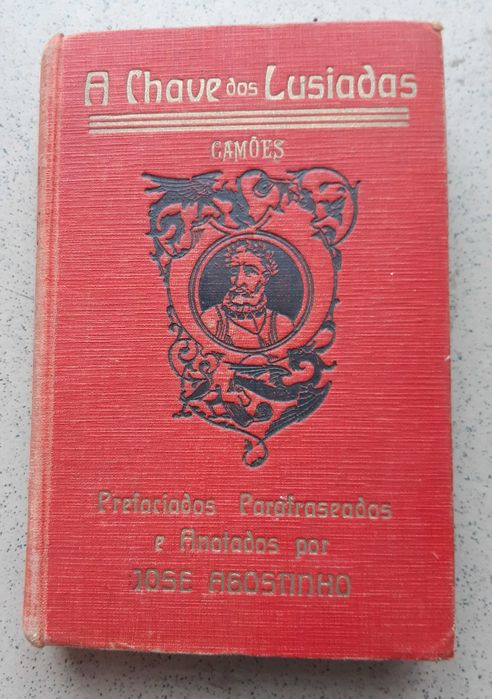 A Chave dos Lusiadas
CAMÕES
Prefaciados Parafraseados
e Anotados por
JOSE AGOSTINHO